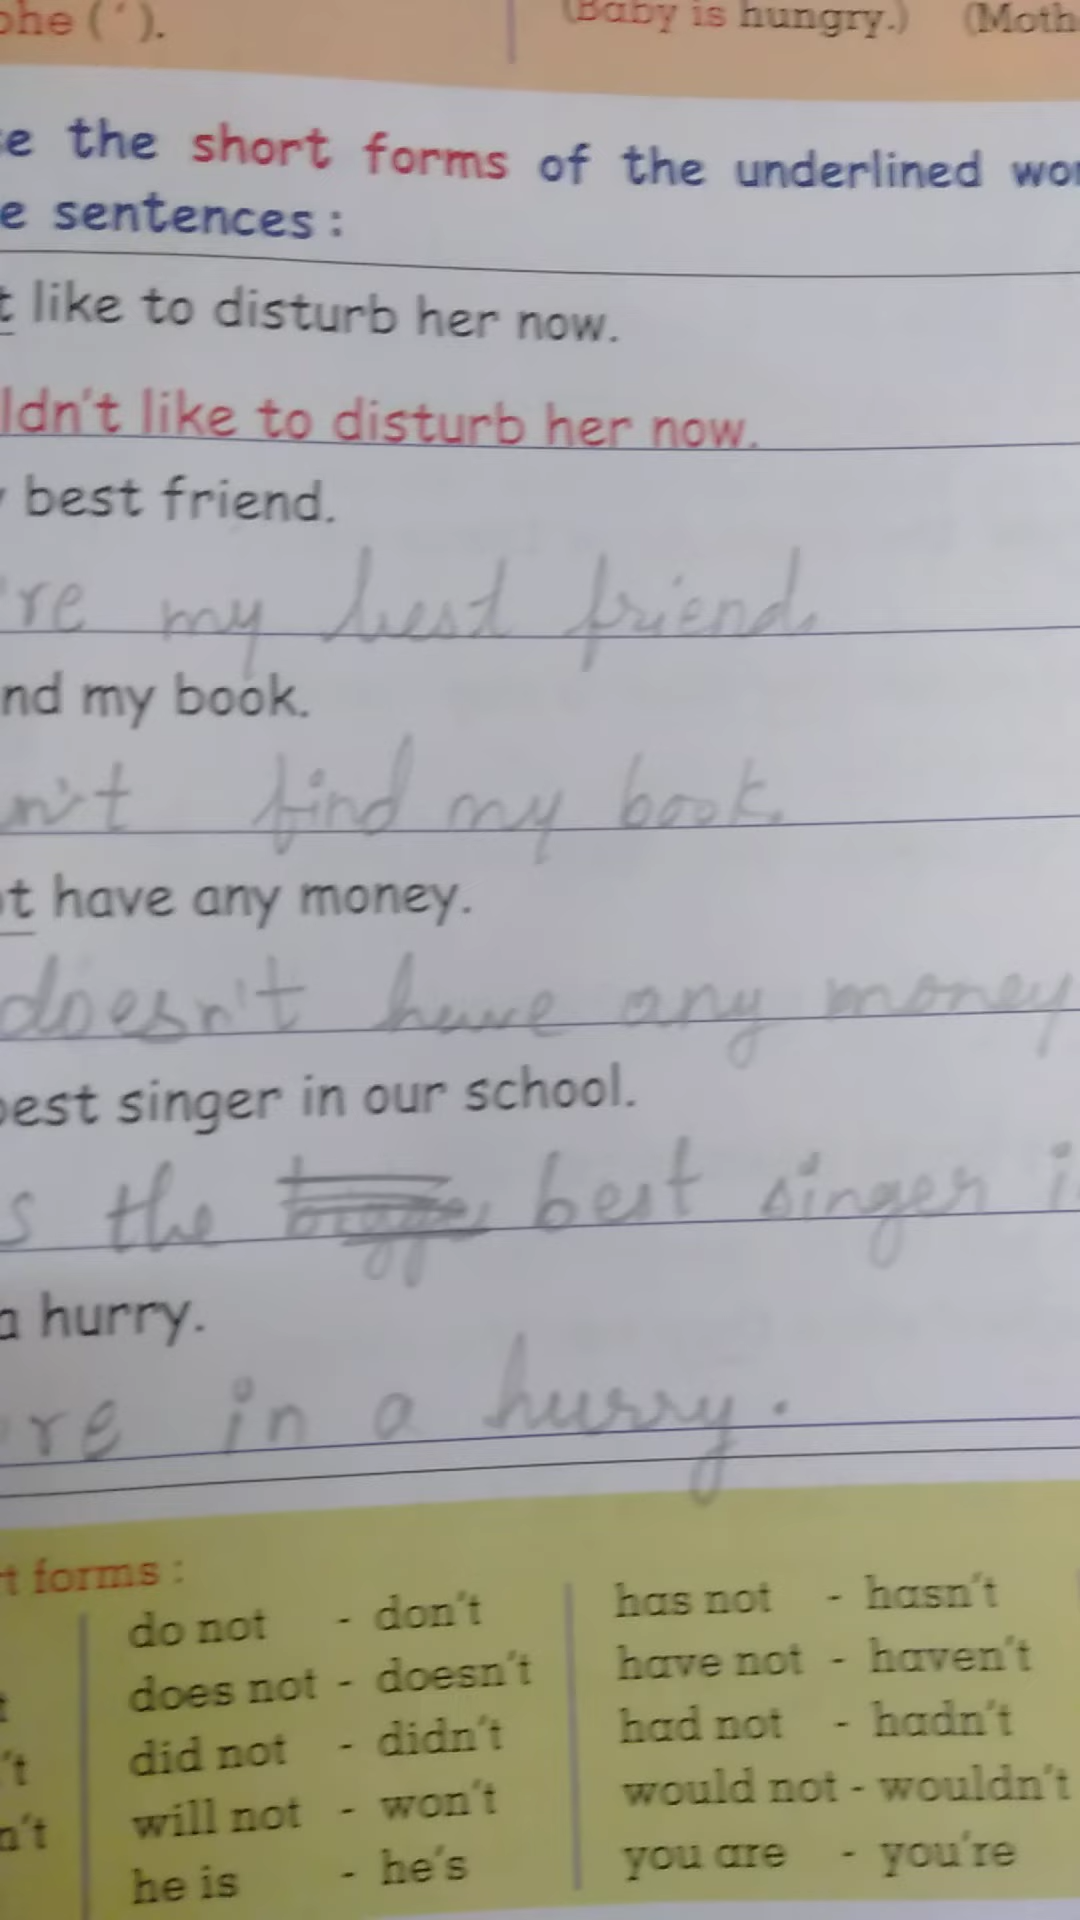 phe ( ' ). (Baby is hungry.) (Moth
e the short forms of the underlined wor
e sentences :
t like to disturb her now.
ldn't like to disturb her now.
best friend.
're my best friend.
nd my book.
n't find my book.
ot have any money.
doesn't have any money
best singer in our school.
s the best singer i
a hurry.
're in a hurry.
t forms :
do not - don't has not - hasn't
t does not - doesn't have not - haven't
't did not - didn't had not - hadn't
n't will not - won't would not - wouldn't
he is - he's you are - you're